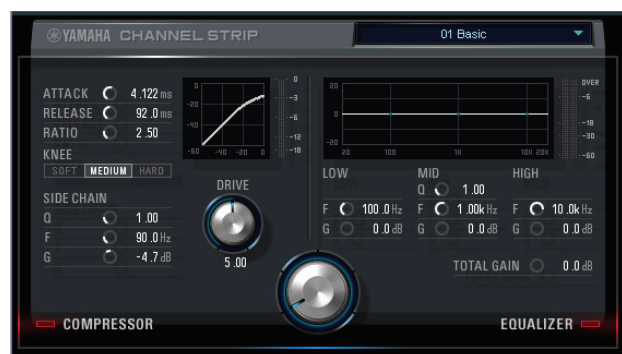 YAMAHA CHANNEL STRIP
01 Basic
ATTACK 4.122 ms
RELEASE 92.0 ms
RATIO 2.50
KNEE
SOFT MEDIUM HARD
SIDE CHAIN
Q 1.00
F 90.0 Hz
G -4.7 dB
0
-20
-40
-60 -40 -20 0
0
-3
-6
-12
-18
DRIVE
5.00
20
0
-20
20 100 1K 10K 20K
OVER
-6
-18
-30
-60
LOW
F 100.0 Hz
G 0.0 dB
MID
Q 1.00
F 1.00k Hz
G 0.0 dB
HIGH
F 10.0k Hz
G 0.0 dB
TOTAL GAIN 0.0 dB
COMPRESSOR
EQUALIZER